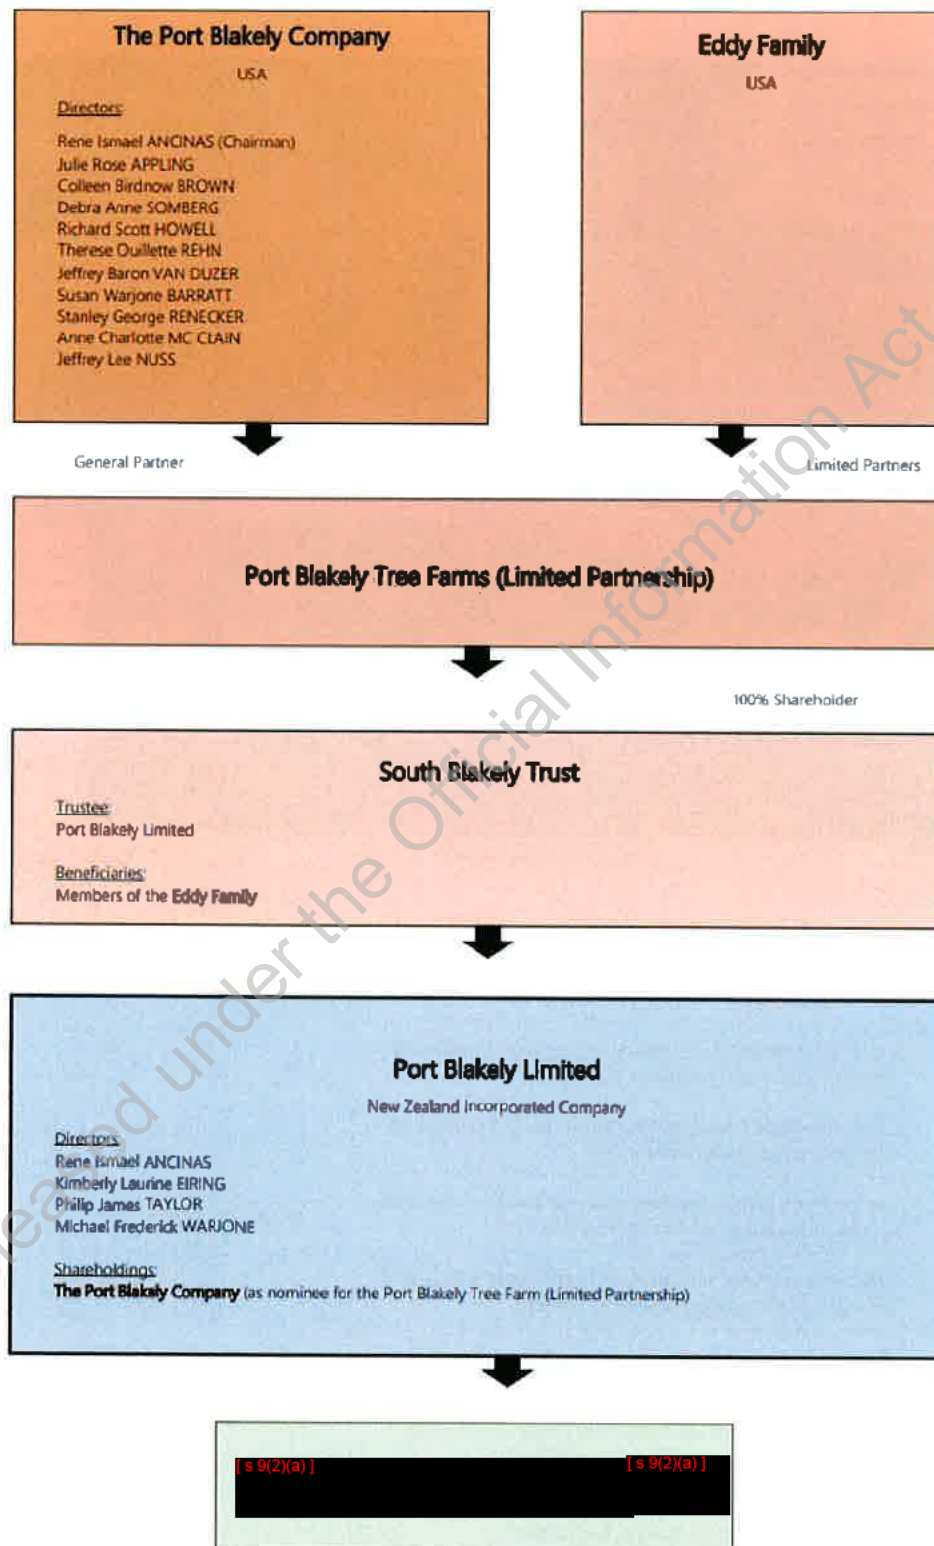 The Port Blakely Company
USA
Directors:
Rene Ismael ANCINAS (Chairman)
Julie Rose APPLING
Colleen Birdnow BROWN
Debra Anne SOMBERG
Richard Scott HOWELL
Therese Ouillette REHN
Jeffrey Baron VAN DUZER
Susan Warjone BARRATT
Stanley George RENECKER
Anne Charlotte MC CLAIN
Jeffrey Lee NUSS
Eddy Family
USA
General Partner
Limited Partners
Port Blakely Tree Farms (Limited Partnership)
100% Shareholder
South Blakely Trust
Trustee:
Port Blakely Limited
Beneficiaries:
Members of the Eddy Family
Port Blakely Limited
New Zealand Incorporated Company
Directors:
Rene Ismael ANCINAS
Kimberly Laurine EIRING
Philip James TAYLOR
Michael Frederick WARJONE
Shareholdings:
The Port Blakely Company (as nominee for the Port Blakely Tree Farm (Limited Partnership)
[ s 9(2)(a) ]
[ s 9(2)(a) ]
eased under the Official Information Act